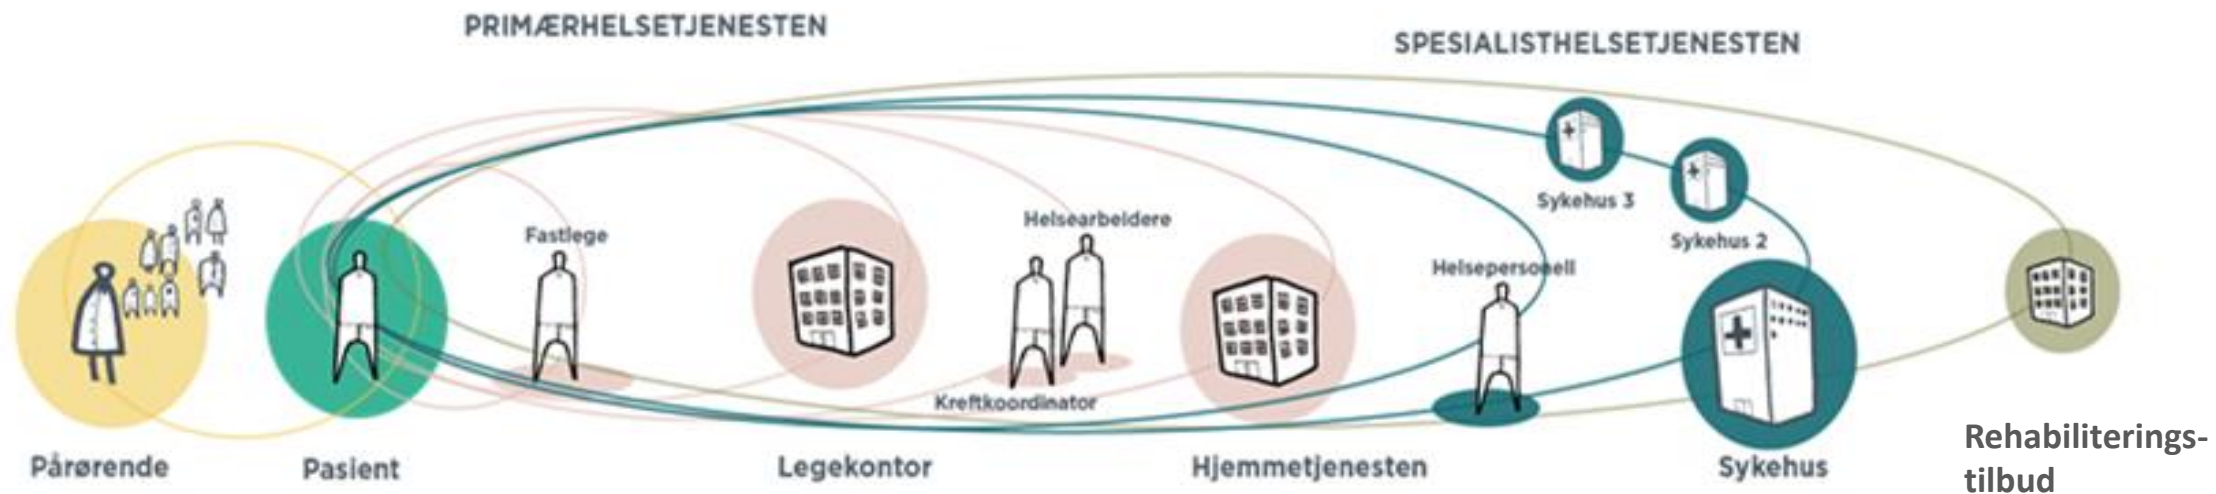 PRIMÆRHELSETJENESTEN
SPESIALISTHELSETJENESTEN
Sykehus 3
Helsearbeidere
Fastlege
Sykehus 2
Helsepersonell
Kreftkoordinator
Pårørende
Pasient
Legekontor
Hjemmetjenesten
Sykehus
Rehabiliterings-
tilbud